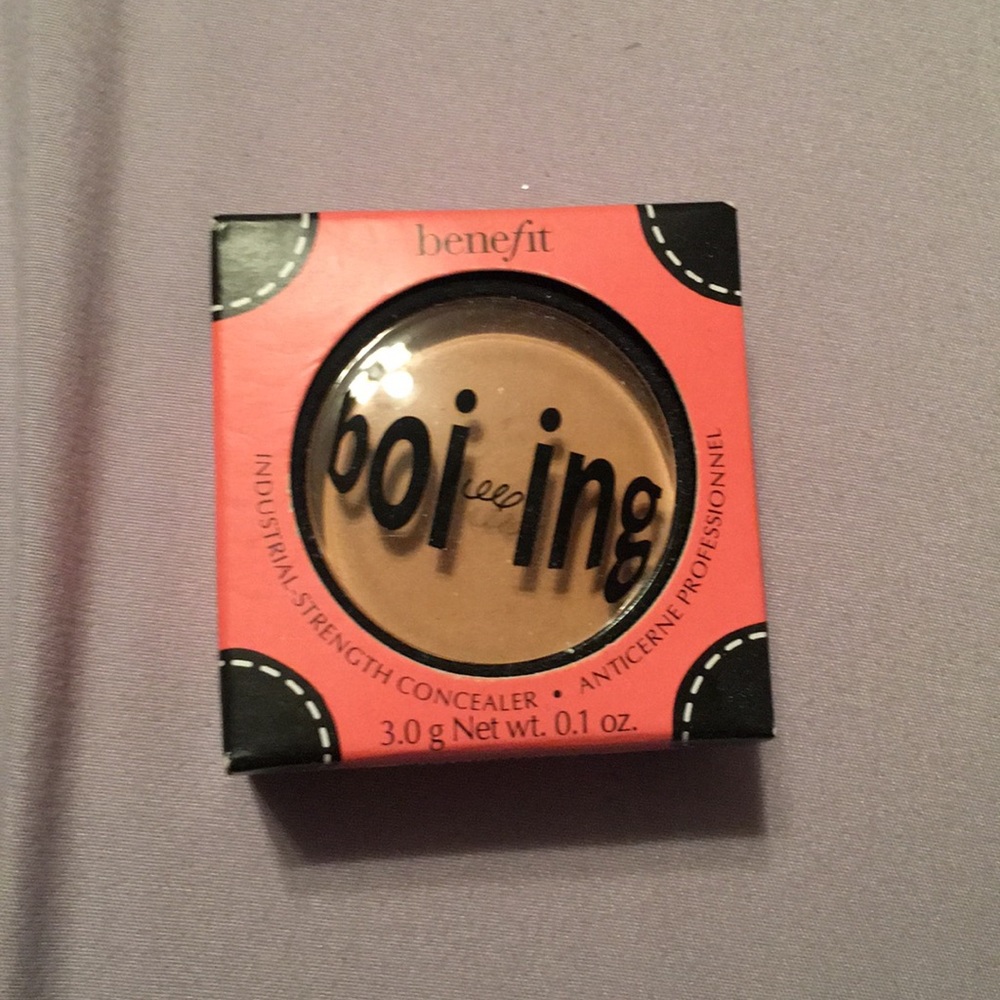 benefit
boi ing
INDUSTRIAL-STRENGTH CONCEALER • ANTICERNE PROFESSIONNEL
3.0 g Net wt. 0.1 oz.